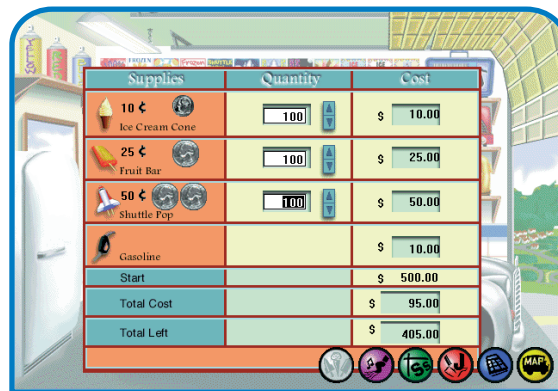 Supplies Quantity Cost
10 ¢ 100 $ 10.00
Ice Cream Cone
25 ¢ 100 $ 25.00
Fruit Bar
50 ¢ 100 $ 50.00
Shuttle Pop
Gasoline $ 10.00
Start $ 500.00
Total Cost $ 95.00
Total Left $ 405.00
MAP